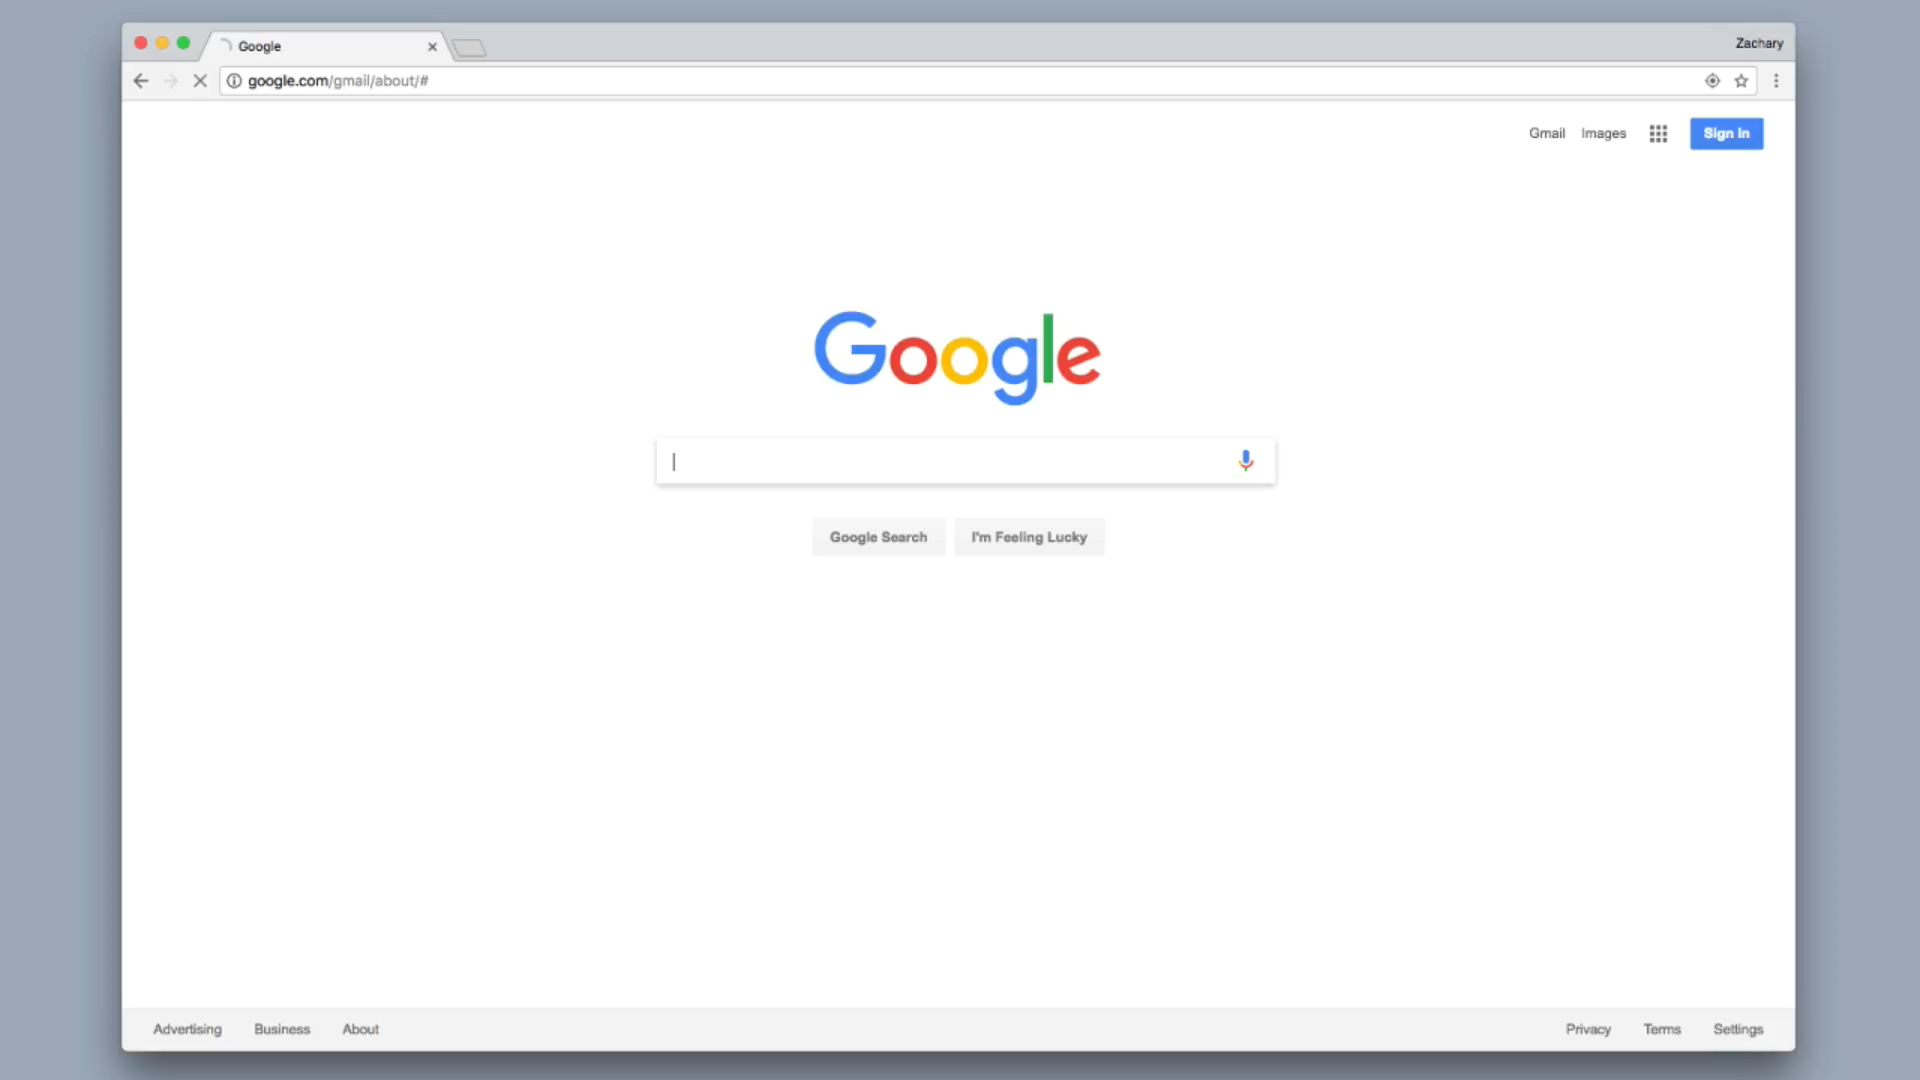 Google
Zachary
google.com/gmail/about/#
Gmail Images Sign in
Google
Google Search I'm Feeling Lucky
Advertising Business About Privacy Terms Settings